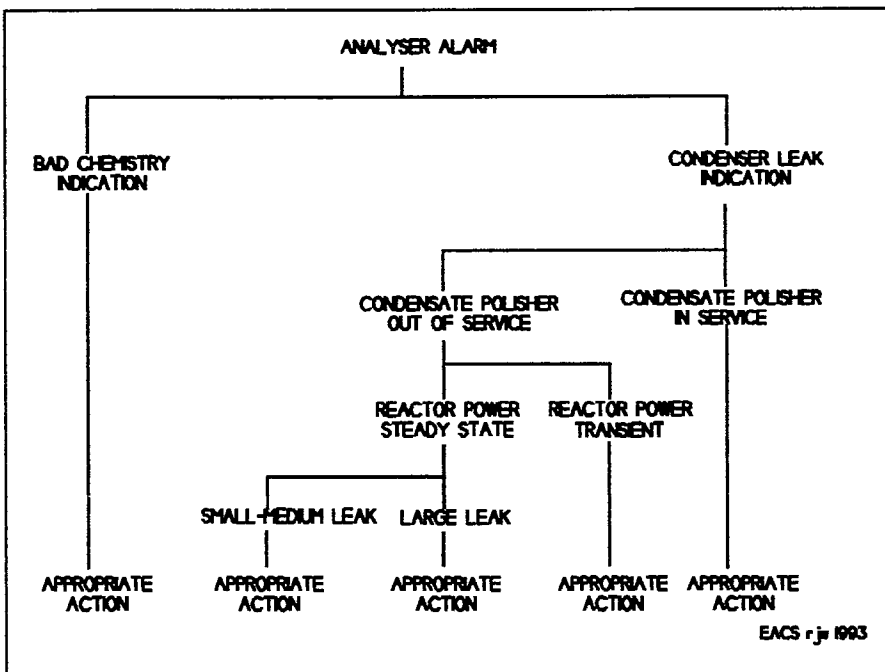 ANALYSER ALARM
BAD CHEMISTRY
INDICATION
CONDENSER LEAK
INDICATION
CONDENSATE POLISHER
OUT OF SERVICE
CONDENSATE POLISHER
IN SERVICE
REACTOR POWER
STEADY STATE
REACTOR POWER
TRANSIENT
SMALL-MEDIUM LEAK
LARGE LEAK
APPROPRIATE
ACTION
APPROPRIATE
ACTION
APPROPRIATE
ACTION
APPROPRIATE
ACTION
APPROPRIATE
ACTION
EACS 1993